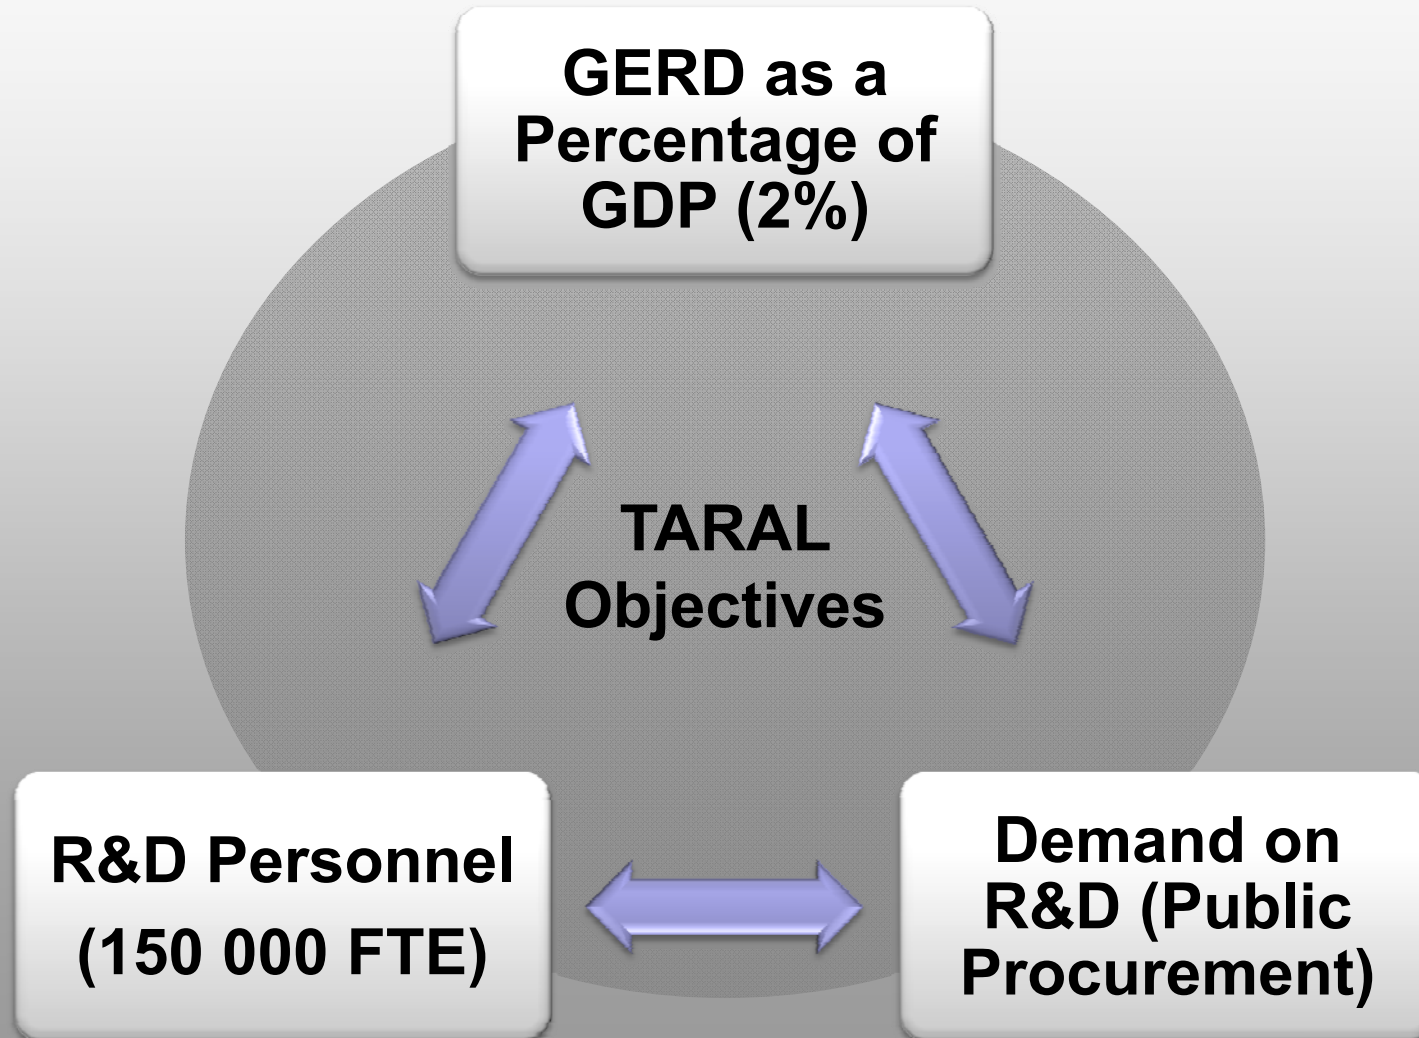 GERD as a
Percentage of
GDP (2%)
TARAL
Objectives
R&D Personnel
(150 000 FTE)
Demand on
R&D (Public
Procurement)